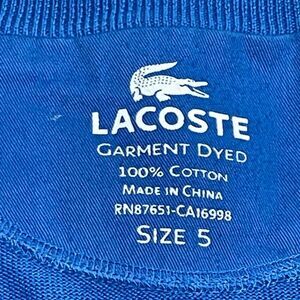 LACOSTE
GARMENT DYED
100% COTTON
MADE IN CHINA
RN87651-CA16998
SIZE 5